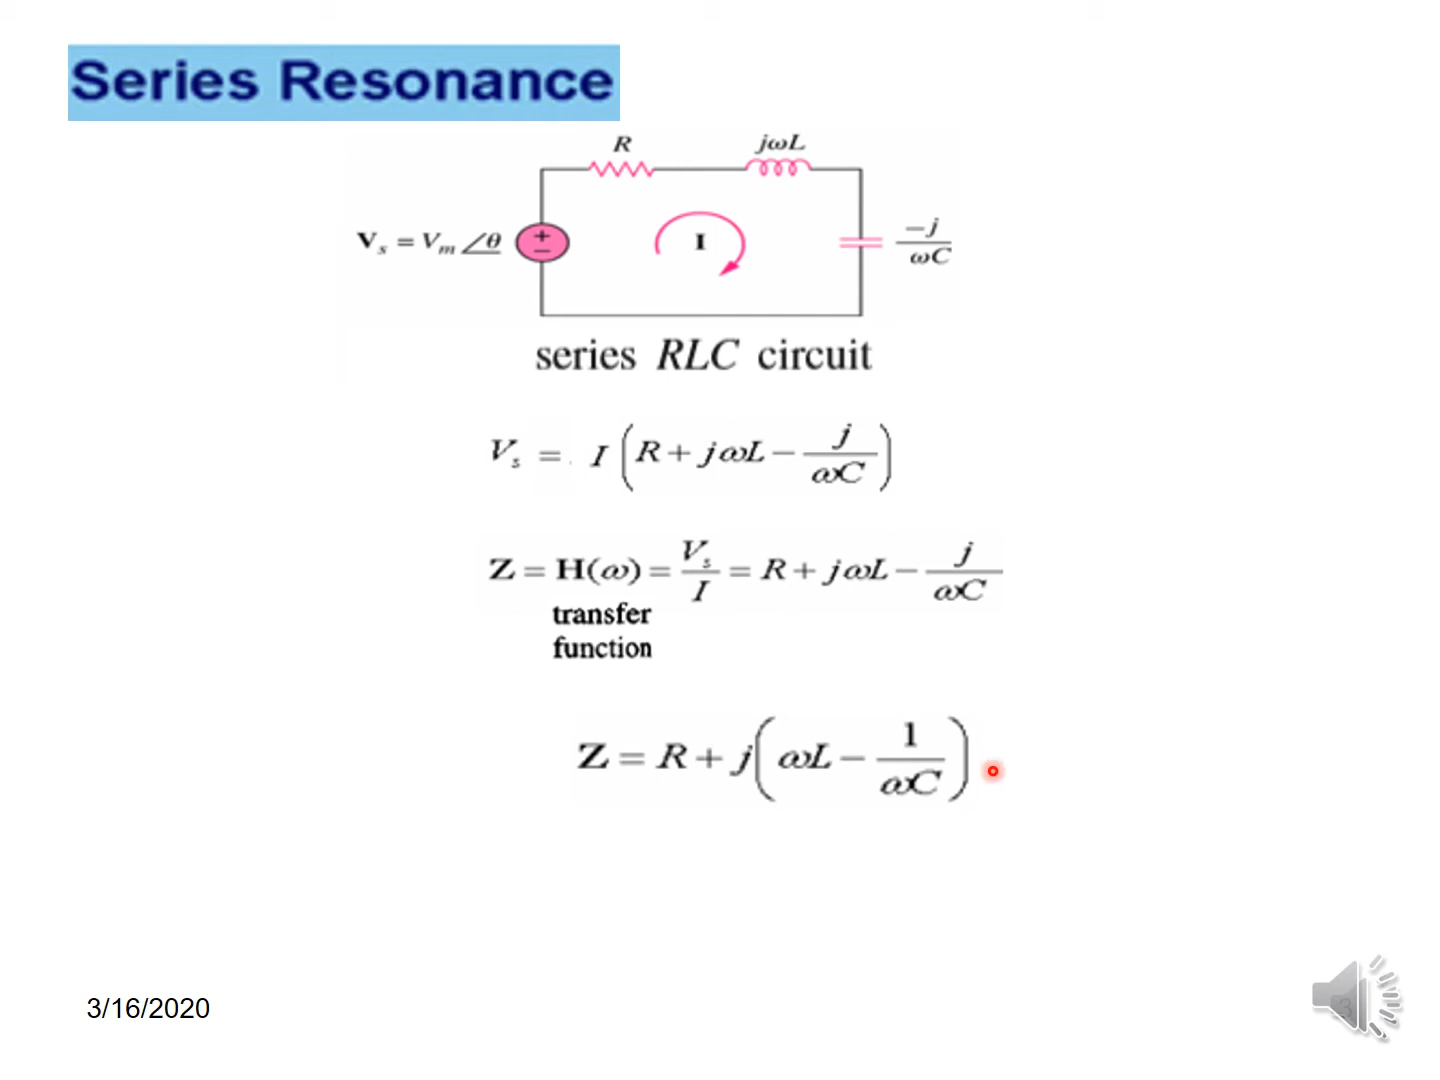 Series Resonance
R
jωL
V_s = V_m ∠θ
+
−
I
−j/ωC
series RLC circuit
V_s = I (R + jωL − j/ωC)
Z = H(ω) = V_s/I = R + jωL − j/ωC
transfer
function
Z = R + j(ωL − 1/ωC)
3/16/2020
3